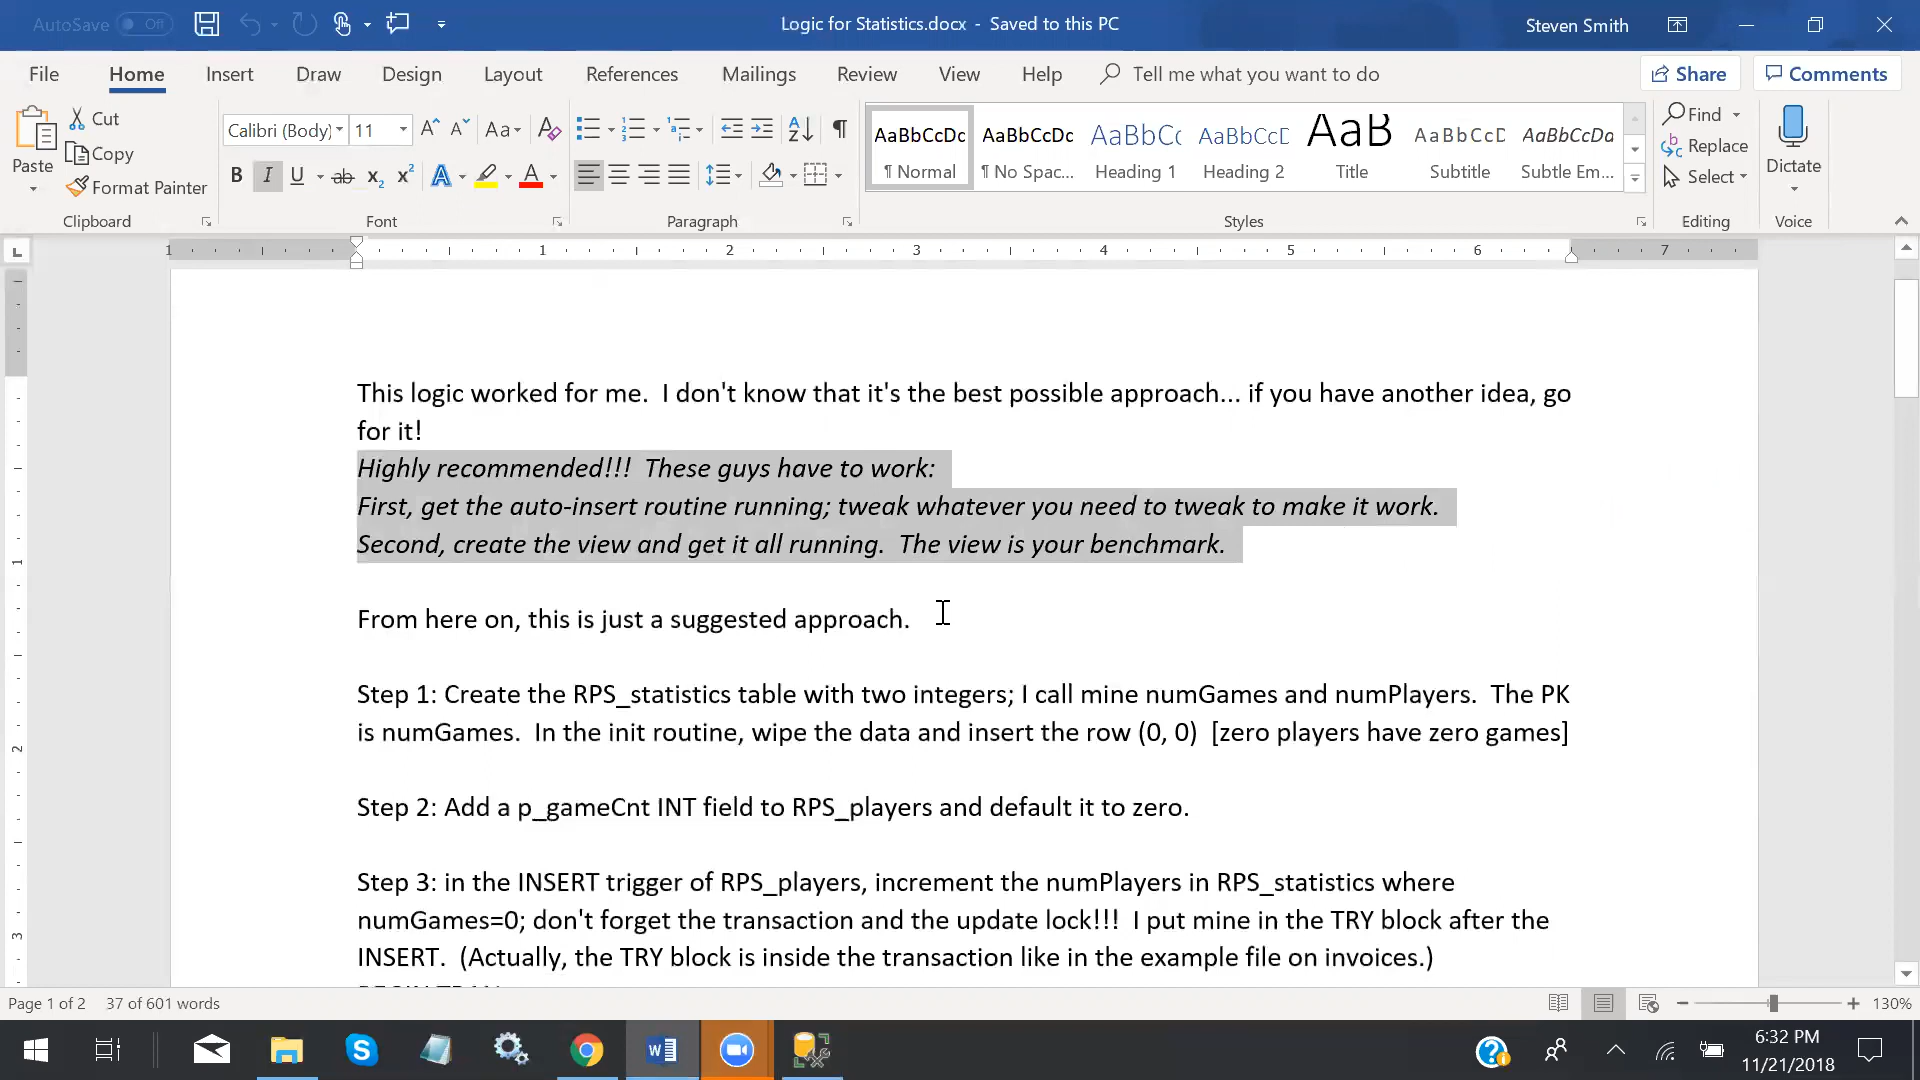 AutoSave Off
Logic for Statistics.docx - Saved to this PC
Steven Smith
File Home Insert Draw Design Layout References Mailings Review View Help Tell me what you want to do Share Comments
Paste
Cut
Copy
Format Painter
Clipboard
Calibri (Body) 11
Font
Paragraph
AaBbCcDc AaBbCcDc AaBbCc AaBbCcD AaB AaBbCcD AaBbCcDa
¶ Normal ¶ No Spac... Heading 1 Heading 2 Title Subtitle Subtle Em...
Styles
Find
Replace
Select
Editing
Dictate
Voice
1 1 2 3 4 5 6 7
This logic worked for me.  I don't know that it's the best possible approach... if you have another idea, go
for it!
Highly recommended!!!  These guys have to work:
First, get the auto-insert routine running; tweak whatever you need to tweak to make it work.
Second, create the view and get it all running.  The view is your benchmark.
From here on, this is just a suggested approach.
Step 1: Create the RPS_statistics table with two integers; I call mine numGames and numPlayers.  The PK
is numGames.  In the init routine, wipe the data and insert the row (0, 0)  [zero players have zero games]
Step 2: Add a p_gameCnt INT field to RPS_players and default it to zero.
Step 3: in the INSERT trigger of RPS_players, increment the numPlayers in RPS_statistics where
numGames=0; don't forget the transaction and the update lock!!!  I put mine in the TRY block after the
INSERT.  (Actually, the TRY block is inside the transaction like in the example file on invoices.)
BEGIN TRAN
1
2
3
Page 1 of 2 37 of 601 words
130%
6:32 PM
11/21/2018